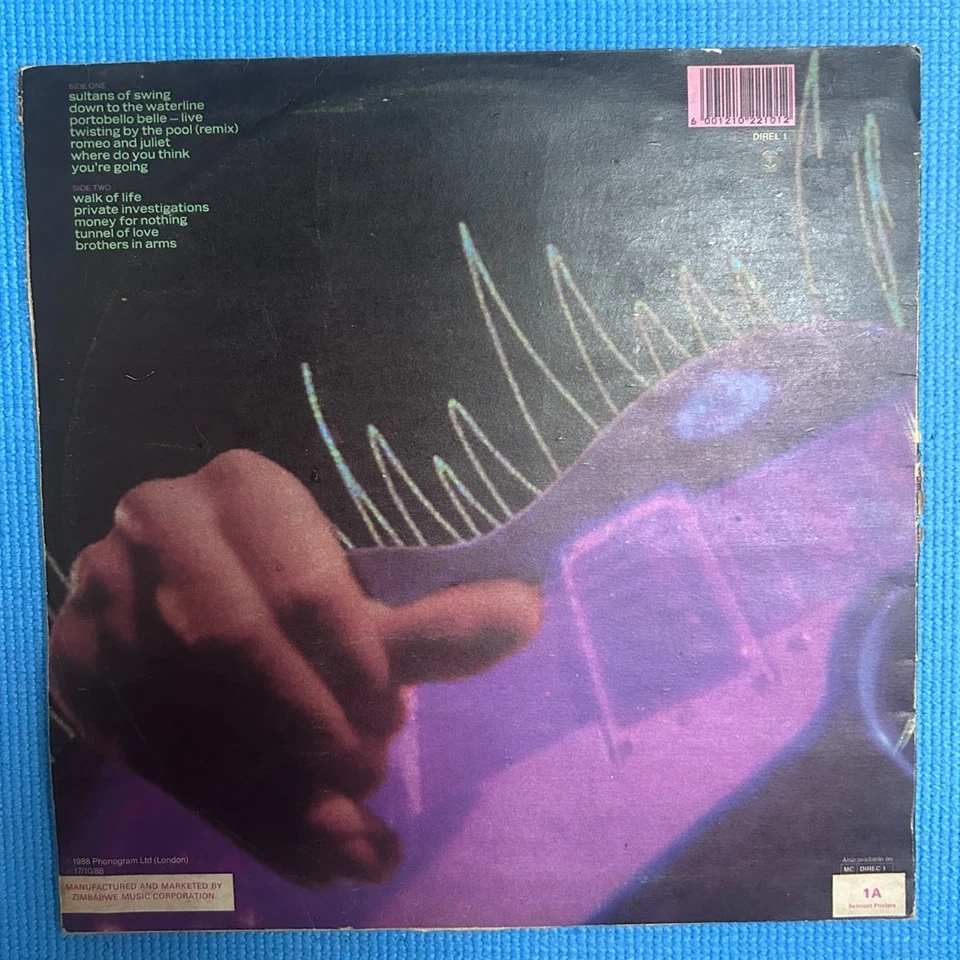 SIDE ONE
sultans of swing
down to the waterline
portobello belle – live
twisting by the pool (remix)
romeo and juliet
where do you think
you're going
SIDE TWO
walk of life
private investigations
money for nothing
tunnel of love
brothers in arms
6 001210 221012
DIREL 1
1988 Phonogram Ltd (London)
17/10/88
MANUFACTURED AND MARKETED BY
ZIMBABWE MUSIC CORPORATION.
Also available on
MC DIREC 1
1A
Belmont Printers